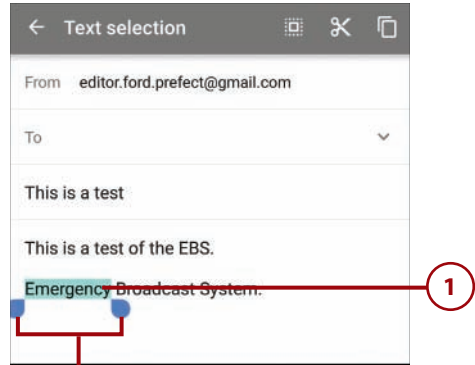 Text selection
From editor.ford.prefect@gmail.com
To
This is a test
This is a test of the EBS.
Emergency Broadcast System.
1